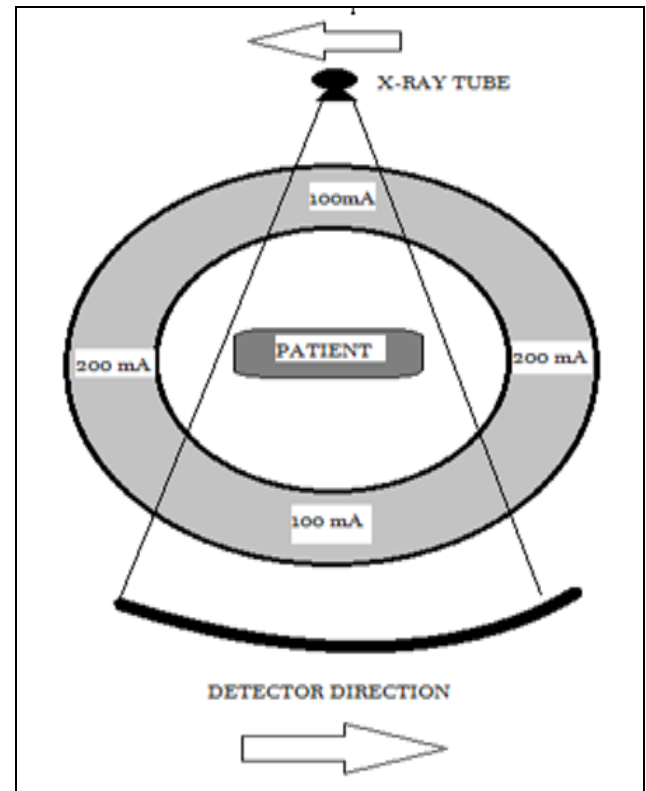 X-RAY TUBE
100mA
PATIENT
200 mA
200 mA
100 mA
DETECTOR DIRECTION